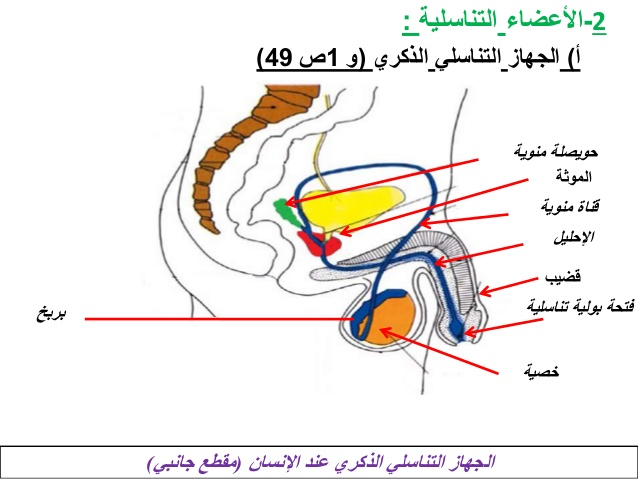 2-الأعضاء التناسلية :
أ) الجهاز التناسلي الذكري (و 1ص 49)
حويصلة منوية
الموثة
قناة منوية
الإحليل
قضيب
فتحة بولية تناسلية
بربخ
خصية
الجهاز التناسلي الذكري عند الإنسان (مقطع جانبي)